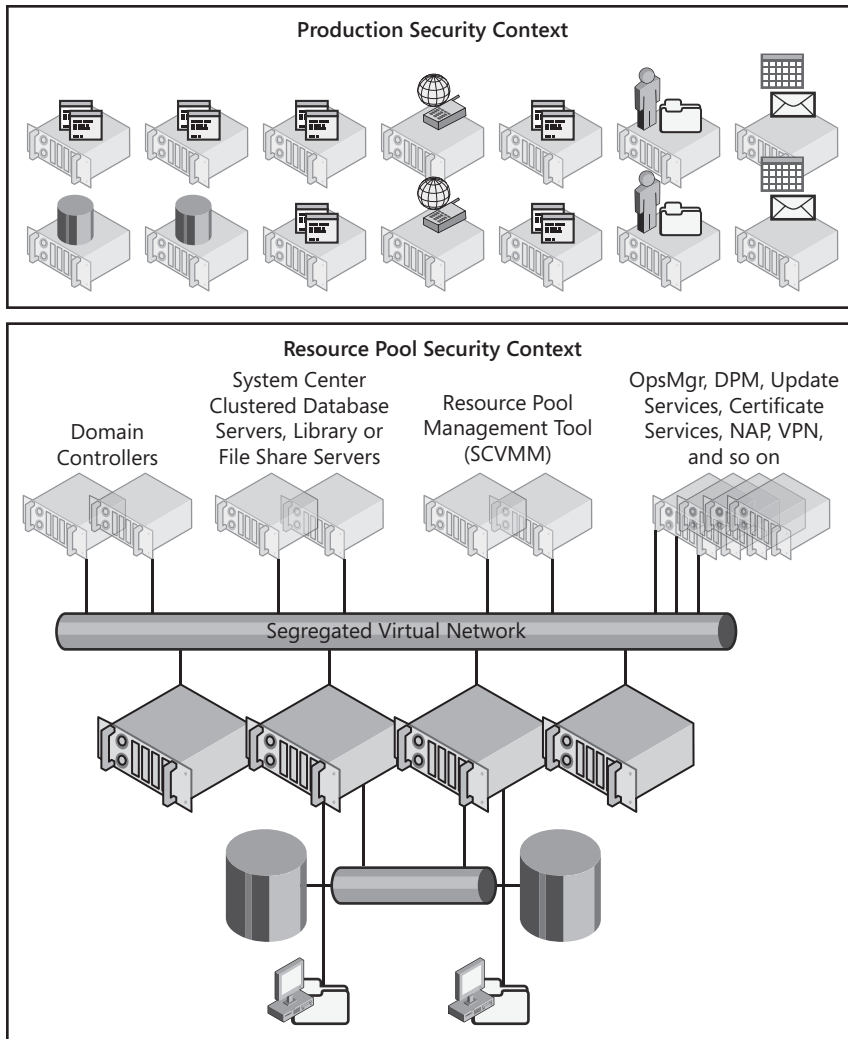 Production Security Context
Resource Pool Security Context
Domain
Controllers
System Center
Clustered Database
Servers, Library or
File Share Servers
Resource Pool
Management Tool
(SCVMM)
OpsMgr, DPM, Update
Services, Certificate
Services, NAP, VPN,
and so on
Segregated Virtual Network